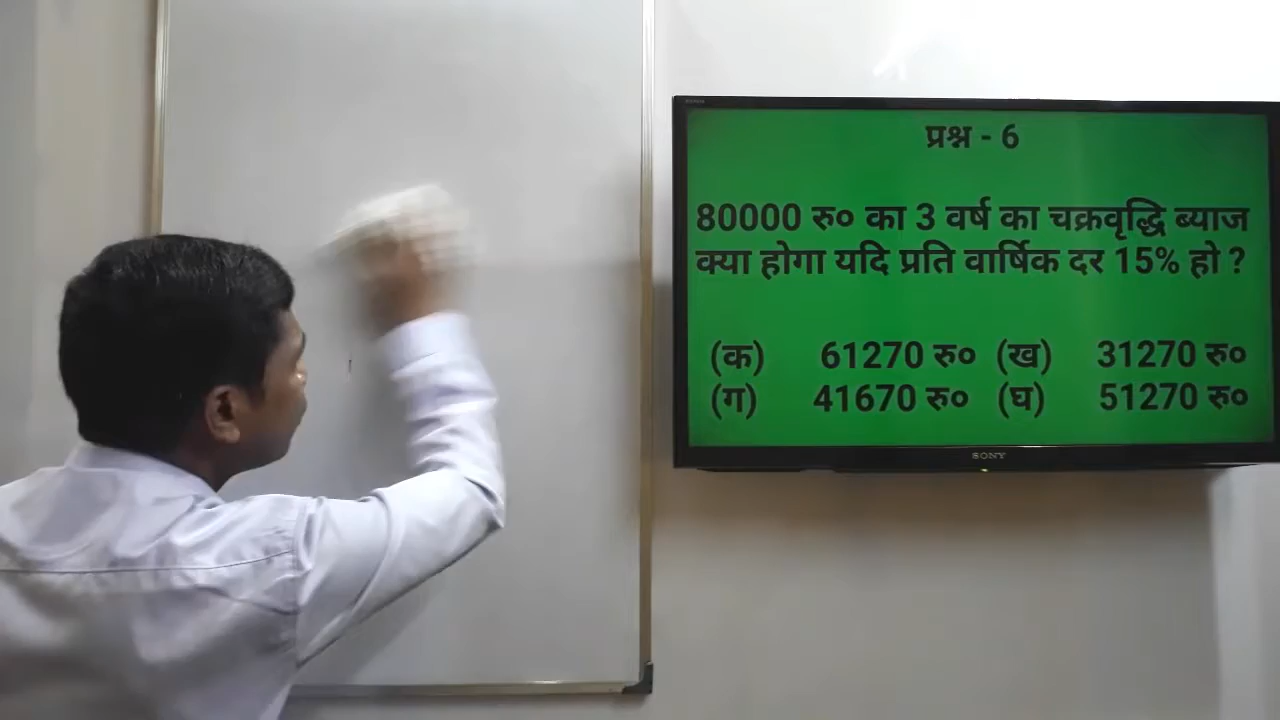 प्रश्न - 6
80000 रु० का 3 वर्ष का चक्रवृद्धि ब्याज
क्या होगा यदि प्रति वार्षिक दर 15% हो ?
(क) 61270 रु० (ख) 31270 रु०
(ग) 41670 रु० (घ) 51270 रु०
SONY